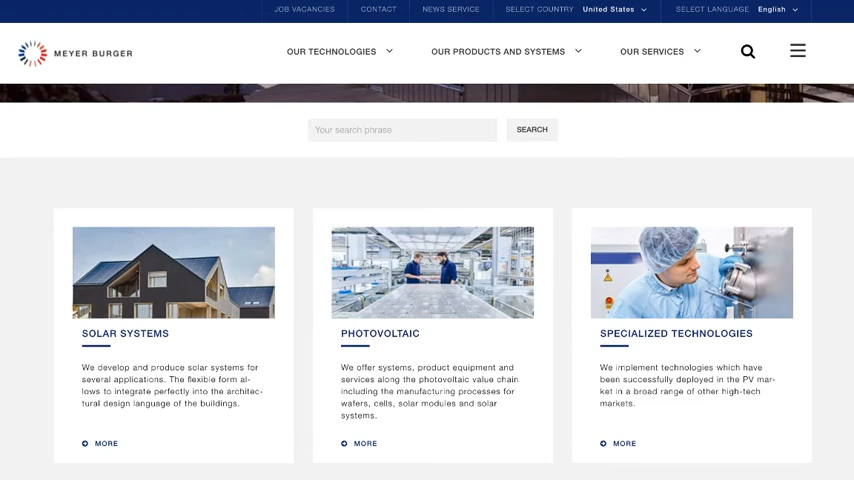 JOB VACANCIES CONTACT NEWS SERVICE SELECT COUNTRY United States SELECT LANGUAGE English
MEYER BURGER OUR TECHNOLOGIES OUR PRODUCTS AND SYSTEMS OUR SERVICES
Your search phrase SEARCH
SOLAR SYSTEMS
We develop and produce solar systems for
several applications. The flexible form al-
lows to integrate perfectly into the architec-
tural design language of the buildings.
MORE
PHOTOVOLTAIC
We offer systems, product equipment and
services along the photovoltaic value chain
including the manufacturing processes for
wafers, cells, solar modules and solar
systems.
MORE
SPECIALIZED TECHNOLOGIES
We implement technologies which have
been successfully deployed in the PV mar-
ket in a broad range of other high-tech
markets.
MORE